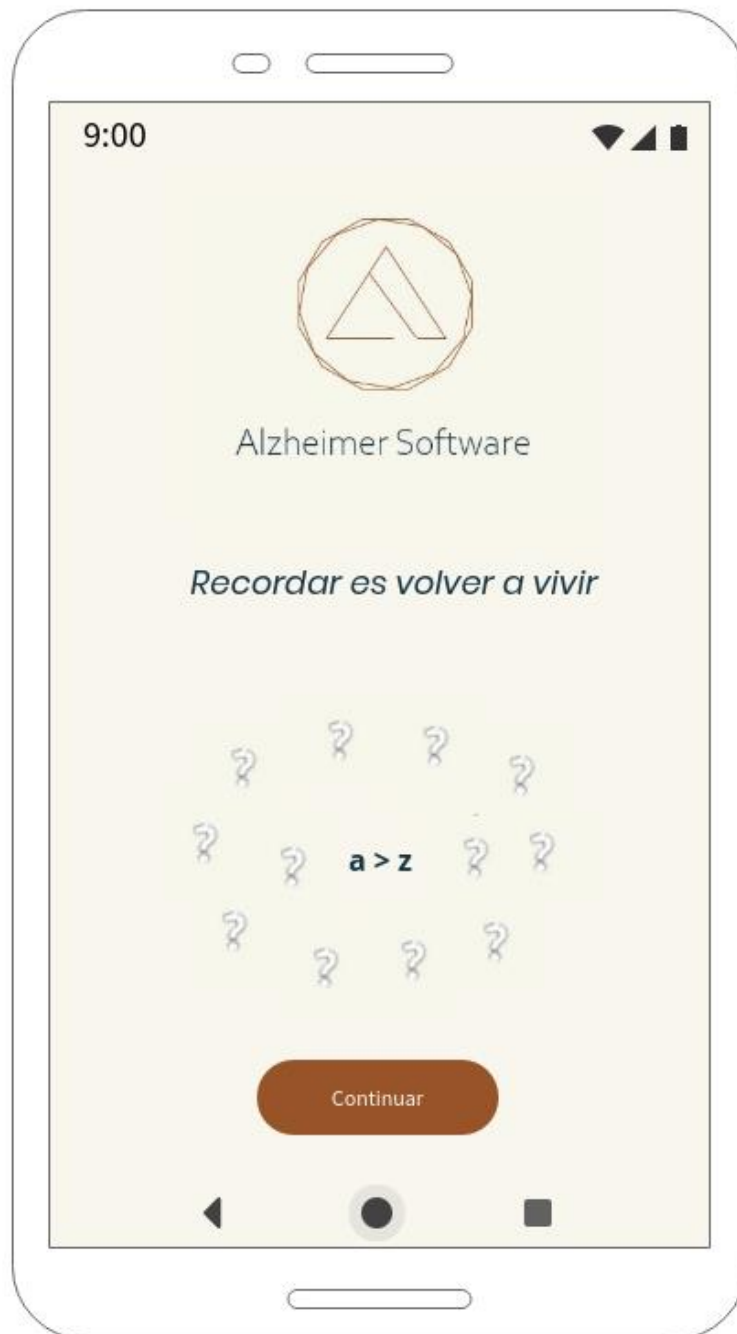 9:00
Alzheimer Software
Recordar es volver a vivir
? ? ? ?
? ? a > z ? ?
? ? ? ?
Continuar